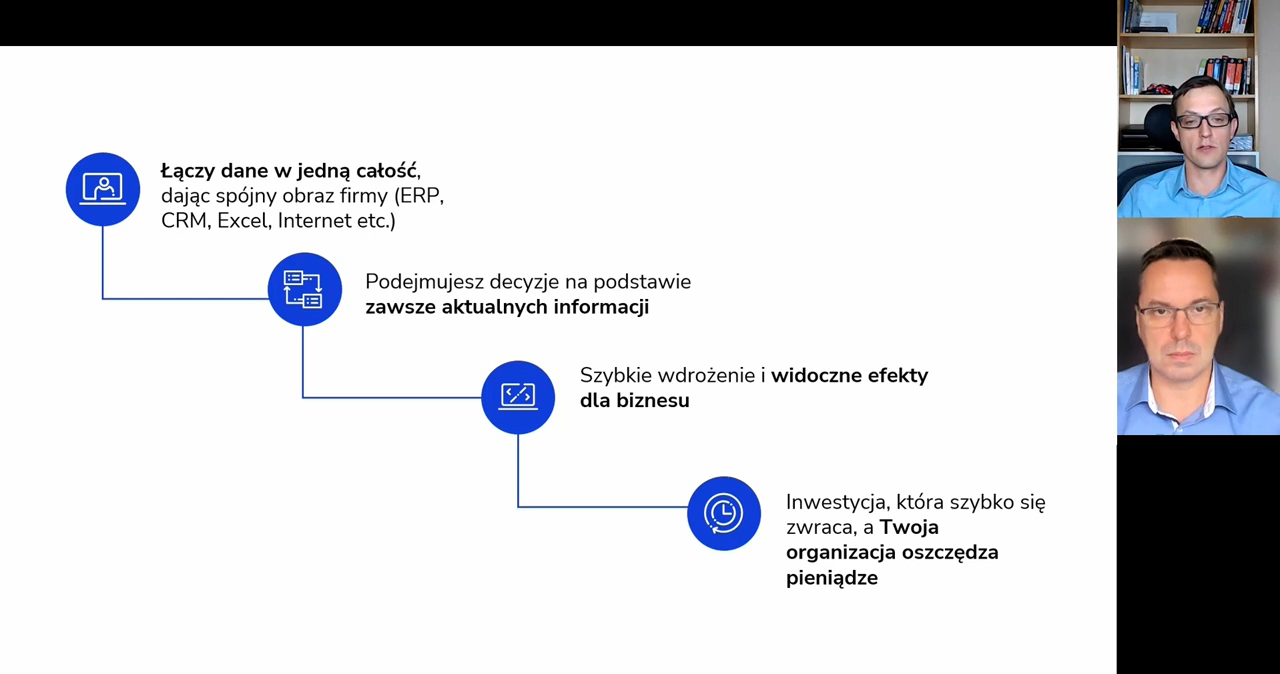 Łączy dane w jedną całość,
dając spójny obraz firmy (ERP,
CRM, Excel, Internet etc.)
Podejmujesz decyzje na podstawie
zawsze aktualnych informacji
Szybkie wdrożenie i widoczne efekty
dla biznesu
Inwestycja, która szybko się
zwraca, a Twoja
organizacja oszczędza
pieniądze